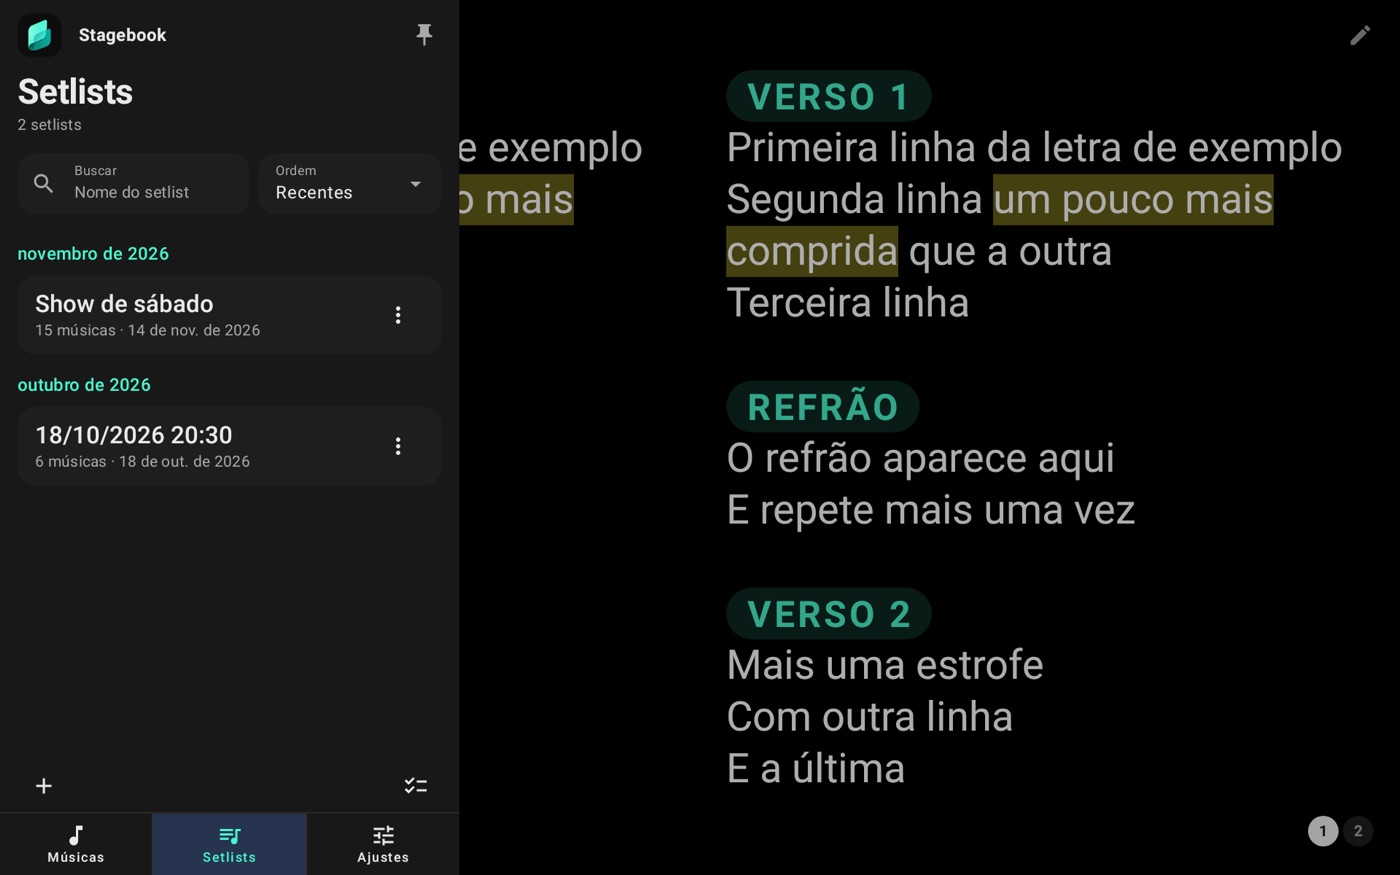 Stagebook
Setlists
2 setlists
Buscar
Nome do setlist
Ordem
Recentes
novembro de 2026
Show de sábado
15 músicas · 14 de nov. de 2026
outubro de 2026
18/10/2026 20:30
6 músicas · 18 de out. de 2026
Músicas
Setlists
Ajustes
e exemplo
o mais
VERSO 1
Primeira linha da letra de exemplo
Segunda linha um pouco mais
comprida que a outra
Terceira linha
REFRÃO
O refrão aparece aqui
E repete mais uma vez
VERSO 2
Mais uma estrofe
Com outra linha
E a última
1 2